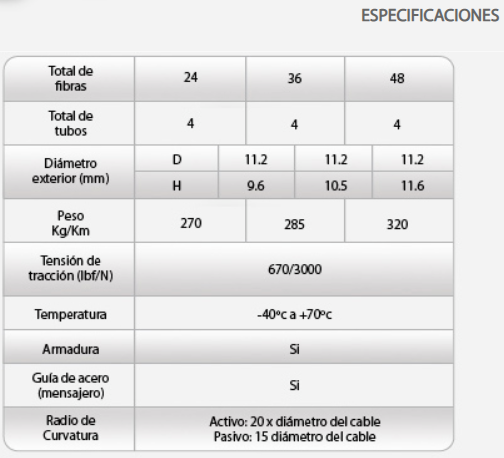 ESPECIFICACIONES
Total de
fibras
24 36 48
Total de
tubos
4 4 4
Diámetro
exterior (mm)
D 11.2 11.2 11.2
H 9.6 10.5 11.6
Peso
Kg/Km
270 285 320
Tensión de
tracción (lbf/N)
670/3000
Temperatura
-40ºc a +70ºc
Armadura
Si
Guía de acero
(mensajero)
Si
Radio de
Curvatura
Activo: 20 x diámetro del cable
Pasivo: 15 diámetro del cable